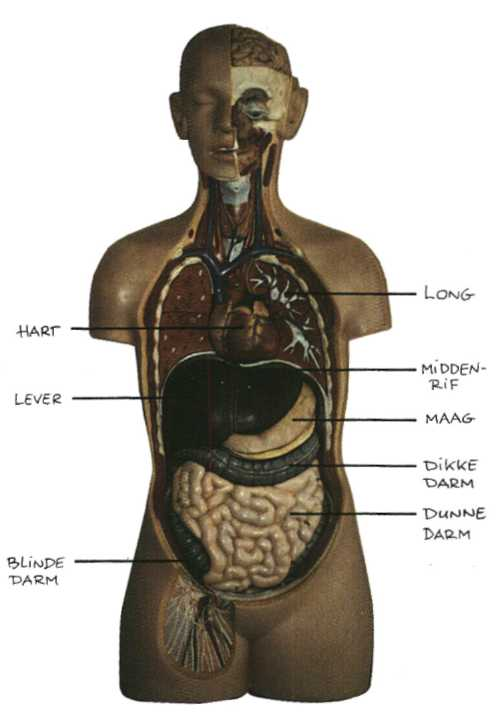 LONG
HART
MIDDEN-
RIF
LEVER
MAAG
DIKKE
DARM
DUNNE
DARM
BLINDE
DARM